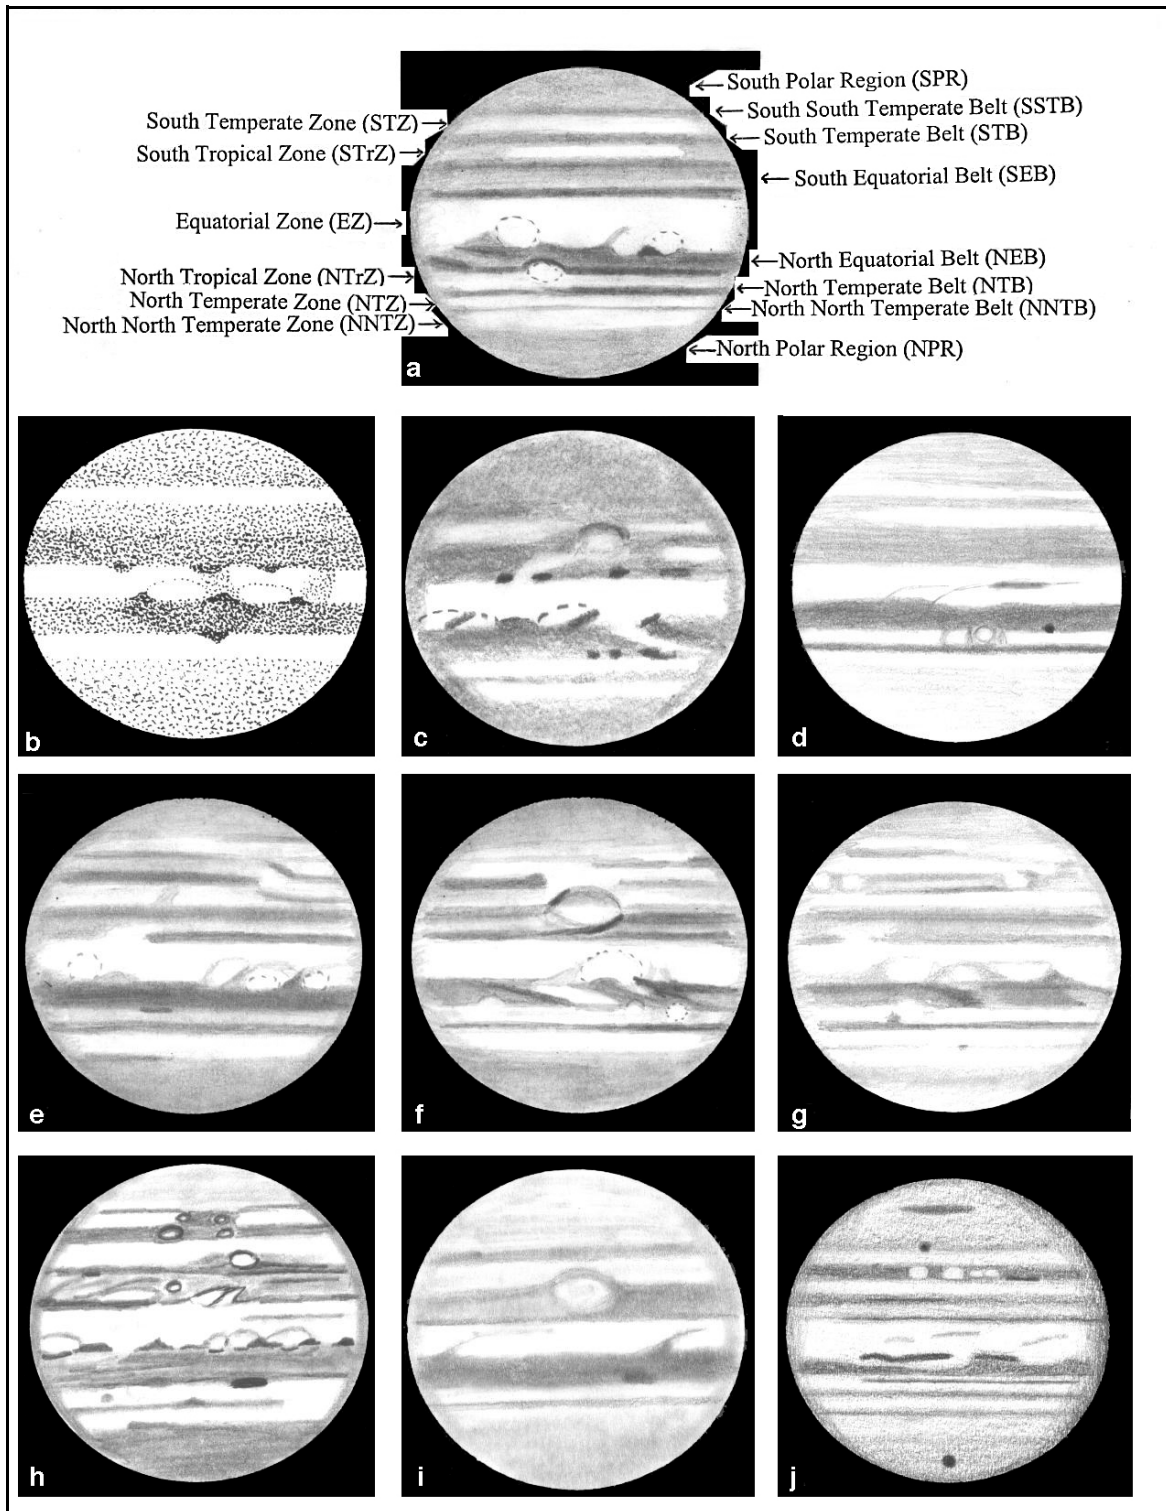 South Polar Region (SPR)
South South Temperate Belt (SSTB)
South Temperate Zone (STZ)
South Temperate Belt (STB)
South Tropical Zone (STrZ)
South Equatorial Belt (SEB)
Equatorial Zone (EZ)
North Equatorial Belt (NEB)
North Tropical Zone (NTrZ)
North Temperate Belt (NTB)
North Temperate Zone (NTZ)
North North Temperate Belt (NNTB)
North North Temperate Zone (NNTZ)
North Polar Region (NPR)
a
b
c
d
e
f
g
h
i
j